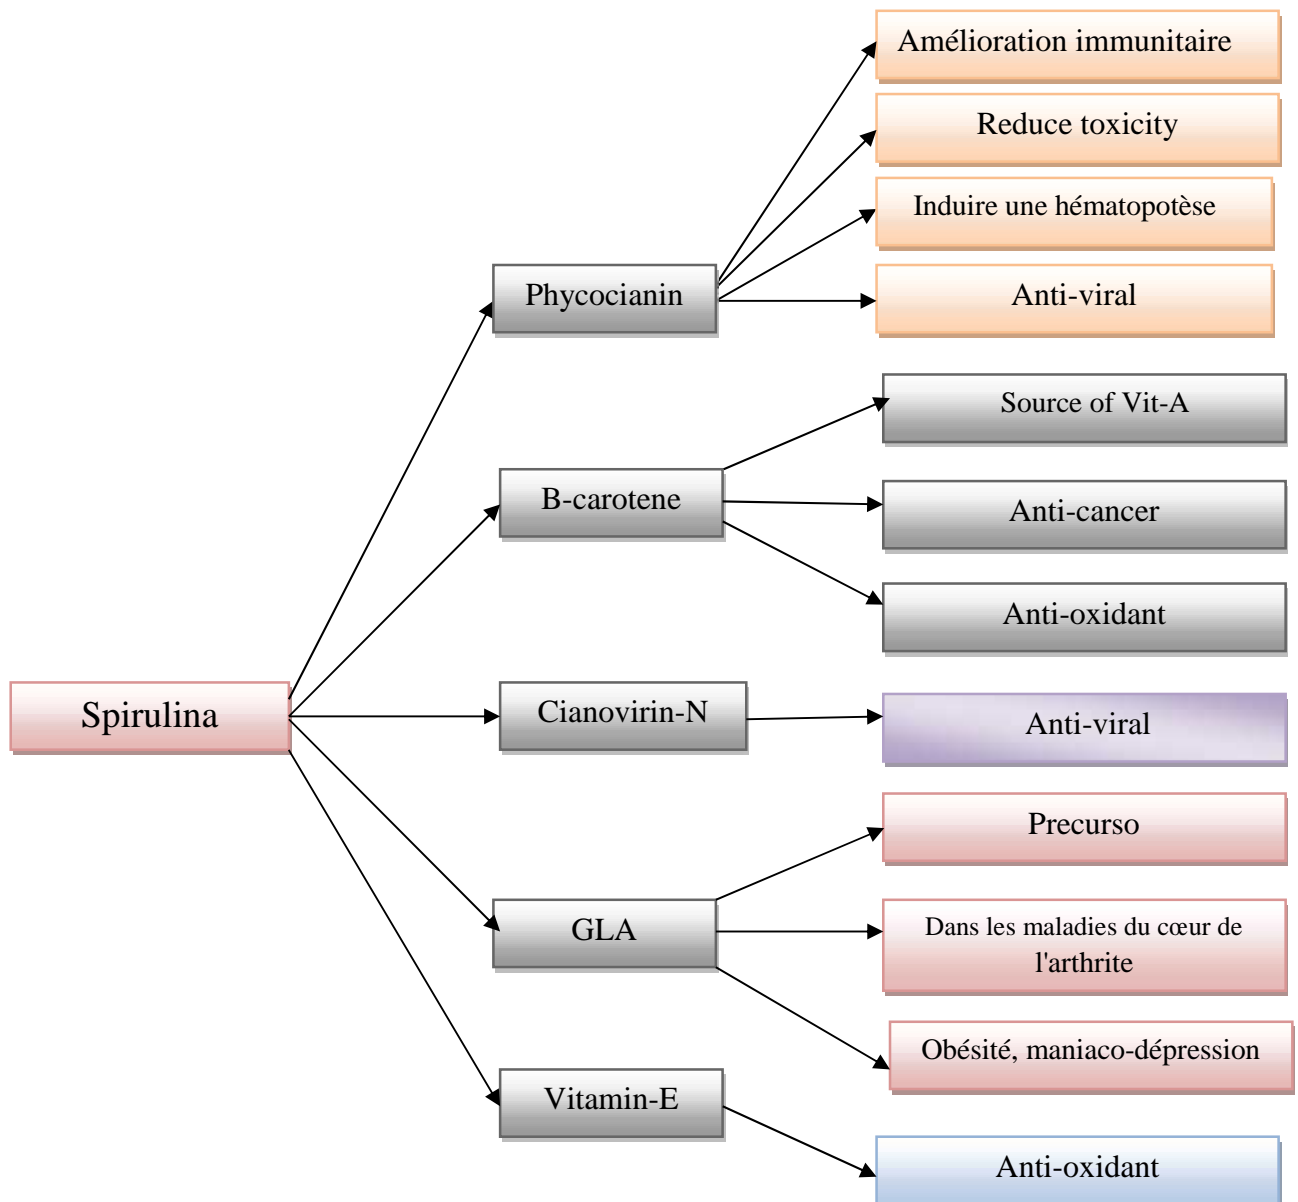 Amélioration immunitaire
Reduce toxicity
Induire une hématopotèse
Phycocianin
Anti-viral
Source of Vit-A
B-carotene
Anti-cancer
Anti-oxidant
Spirulina
Cianovirin-N
Anti-viral
Precurso
GLA
Dans les maladies du cœur de
l'arthrite
Obésité, maniaco-dépression
Vitamin-E
Anti-oxidant